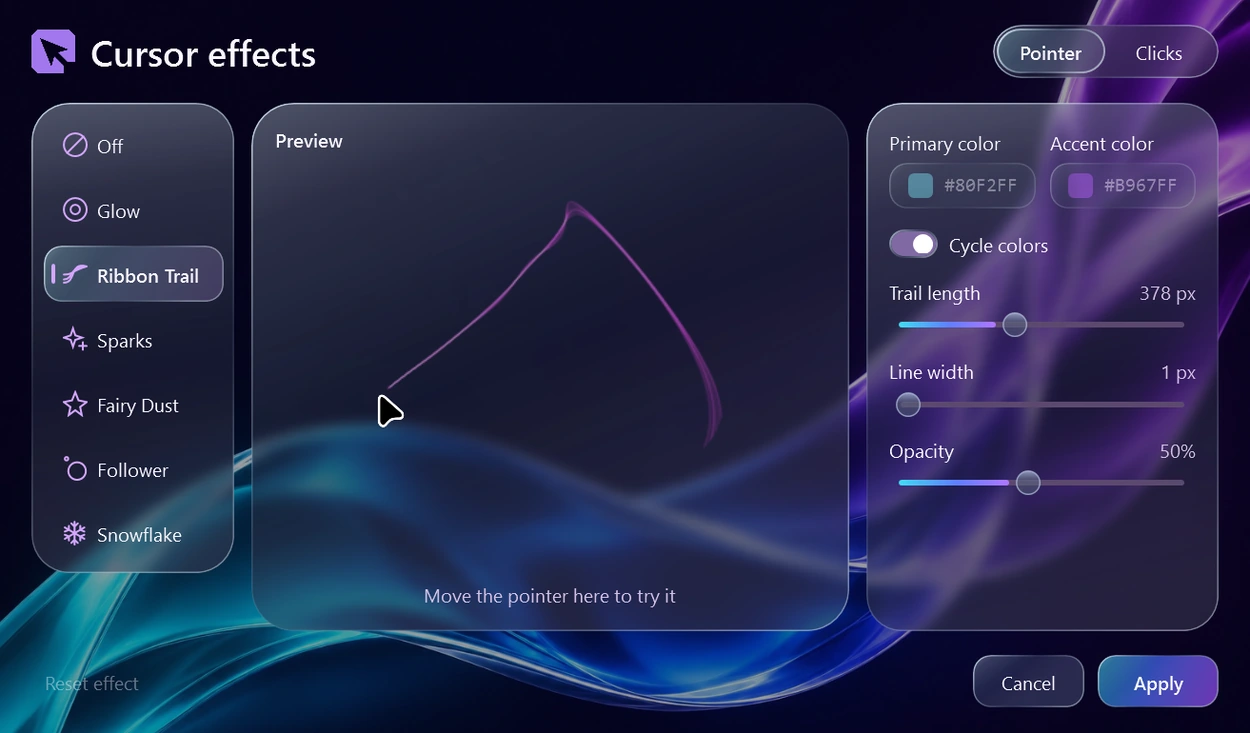 Cursor effects
Pointer
Clicks
Off
Glow
Ribbon Trail
Sparks
Fairy Dust
Follower
Snowflake
Preview
Move the pointer here to try it
Primary color
Accent color
#80F2FF
#B967FF
Cycle colors
Trail length
378 px
Line width
1 px
Opacity
50%
Reset effect
Cancel
Apply